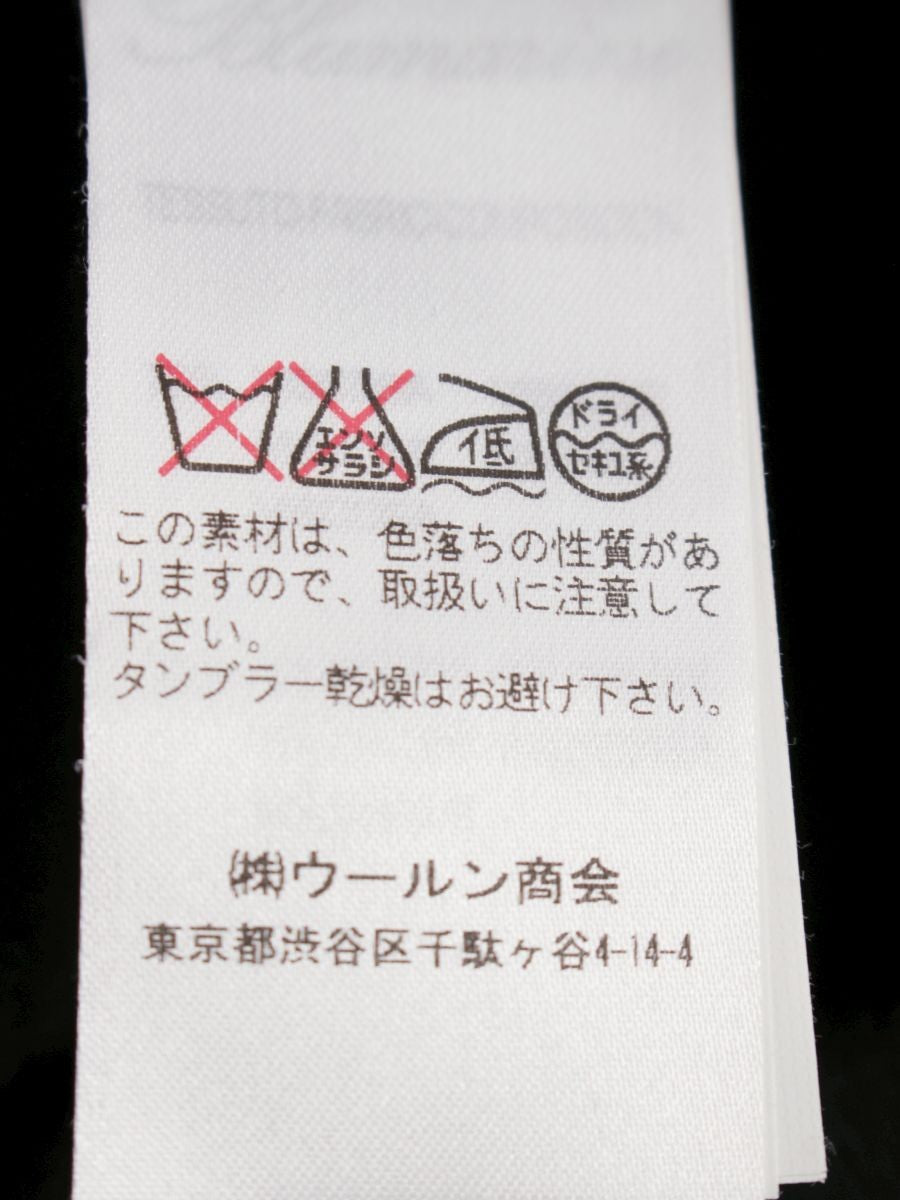 エンソ
サラシ
低
ドライ
セキユ系
この素材は、色落ちの性質があ
りますので、取扱いに注意して
下さい。
タンブラー乾燥はお避け下さい。
㈱ウールン商会
東京都渋谷区千駄ヶ谷4-14-4